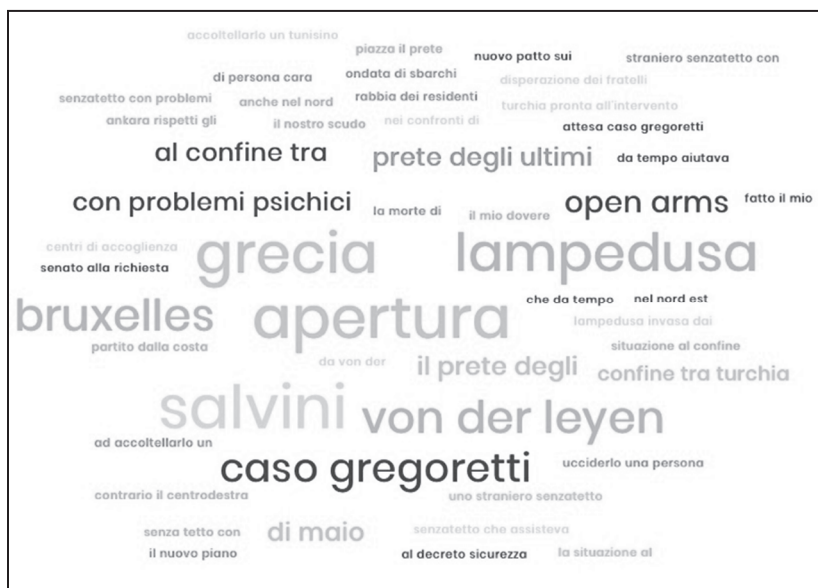 accoltellarlo un tunisino
piazza il prete
nuovo patto sui
straniero senzatetto con
di persona cara
ondata di sbarchi
disperazione dei fratelli
senzatetto con problemi
anche nel nord
rabbia dei residenti
turchia pronta all'intervento
ankara rispetti gli
il nostro scudo
nei confronti di
attesa caso gregoretti
al confine tra
prete degli ultimi
da tempo aiutava
con problemi psichici
la morte di
il mio dovere
open arms
fatto il mio
centri di accoglienza
senato alla richiesta
grecia
lampedusa
bruxelles
apertura
che da tempo
nel nord est
lampedusa invasa dai
partito dalla costa
situazione al confine
da von der
il prete degli
confine tra turchia
salvini
von der leyen
ad accoltellarlo un
caso gregoretti
ucciderlo una persona
contrario il centrodestra
uno straniero senzatetto
senza tetto con
di maio
senzatetto che assisteva
il nuovo piano
al decreto sicurezza
la situazione al